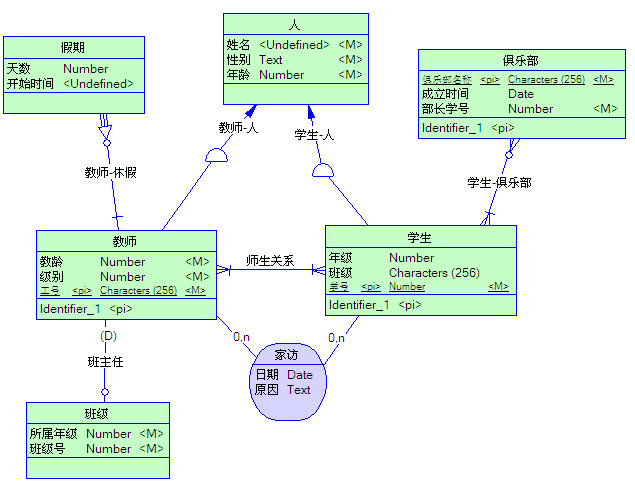 人
姓名 <Undefined> <M>
性别 Text <M>
年龄 Number <M>
假期
天数 Number
开始时间 <Undefined>
俱乐部
俱乐部名称 <pi> Characters (256) <M>
成立时间 Date
部长学号 Number <M>
Identifier_1 <pi>
教师-人
学生-人
教师-休假
学生-俱乐部
教师
教龄 Number <M>
级别 Number <M>
工号 <pi> Characters (256) <M>
Identifier_1 <pi>
师生关系
学生
年级 Number
班级 Characters (256)
学号 <pi> Number <M>
Identifier_1 <pi>
(D)
0,n
0,n
班主任
家访
日期 Date
原因 Text
班级
所属年级 Number <M>
班级号 Number <M>